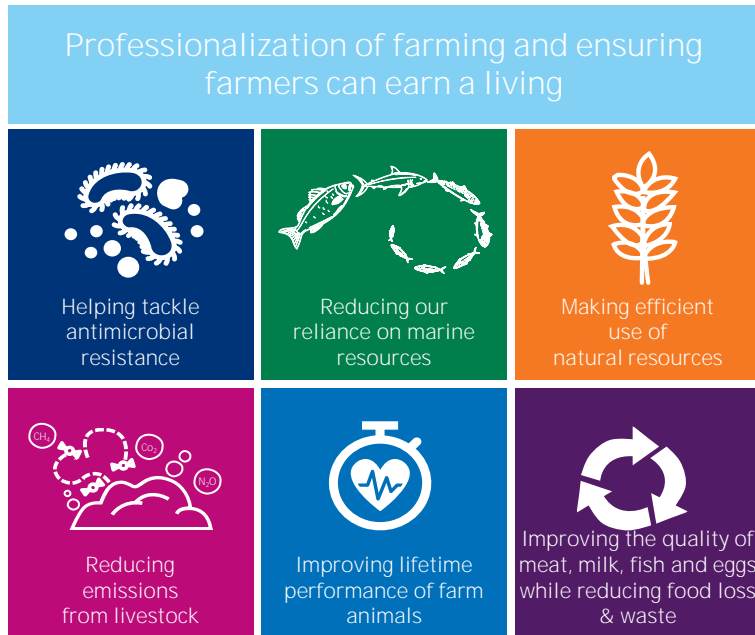 Professionalization of farming and ensuring
farmers can earn a living
Helping tackle
antimicrobial
resistance
Reducing our
reliance on marine
resources
Making efficient
use of
natural resources
CH₄
Co₂
N₂O
Reducing
emissions
from livestock
Improving lifetime
performance of farm
animals
Improving the quality of
meat, milk, fish and eggs
while reducing food loss
& waste